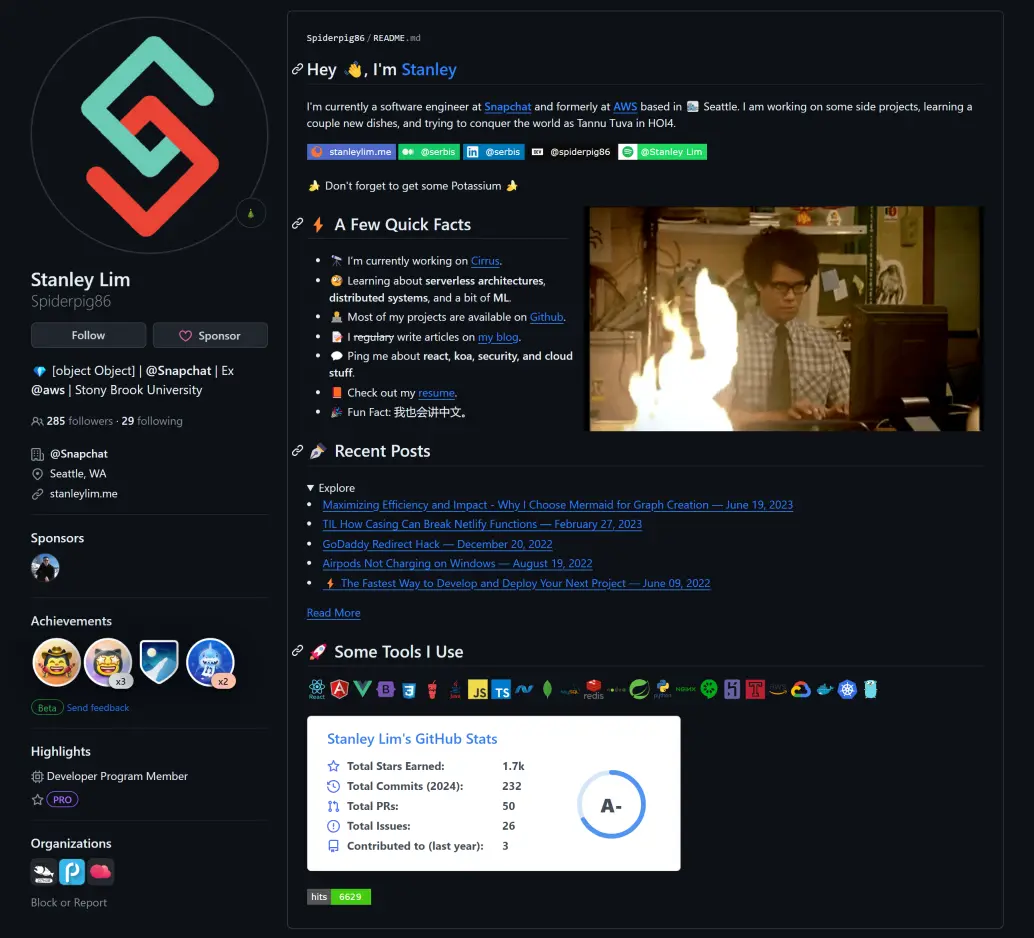 Stanley Lim
Spiderpig86
Follow
Sponsor
[object Object] | @Snapchat | Ex
@aws | Stony Brook University
285 followers · 29 following
@Snapchat
Seattle, WA
stanleylim.me
Sponsors
Achievements
x3
x2
Beta Send feedback
Highlights
Developer Program Member
PRO
Organizations
Block or Report
Spiderpig86/README.md
Hey 👋, I'm Stanley
I'm currently a software engineer at Snapchat and formerly at AWS based in 🏙️ Seattle. I am working on some side projects, learning a
couple new dishes, and trying to conquer the world as Tannu Tuva in HOI4.
stanleylim.me @serbis @serbis DEV @spiderpig86 @Stanley Lim
🍌 Don't forget to get some Potassium 🍌
⚡ A Few Quick Facts
🔭 I'm currently working on Cirrus.
🤔 Learning about serverless architectures,
distributed systems, and a bit of ML.
👨‍💻 Most of my projects are available on Github.
📝 I regulary write articles on my blog.
💬 Ping me about react, koa, security, and cloud
stuff.
📕 Check out my resume.
🎉 Fun Fact: 我也会讲中文。
Recent Posts
▼ Explore
Maximizing Efficiency and Impact - Why I Choose Mermaid for Graph Creation — June 19, 2023
TIL How Casing Can Break Netlify Functions — February 27, 2023
GoDaddy Redirect Hack — December 20, 2022
Airpods Not Charging on Windows — August 19, 2022
⚡ The Fastest Way to Develop and Deploy Your Next Project — June 09, 2022
Read More
🚀 Some Tools I Use
React B JS TS redis python
Stanley Lim's GitHub Stats
Total Stars Earned: 1.7k
Total Commits (2024): 232
Total PRs: 50
Total Issues: 26
Contributed to (last year): 3
A-
hits 6629